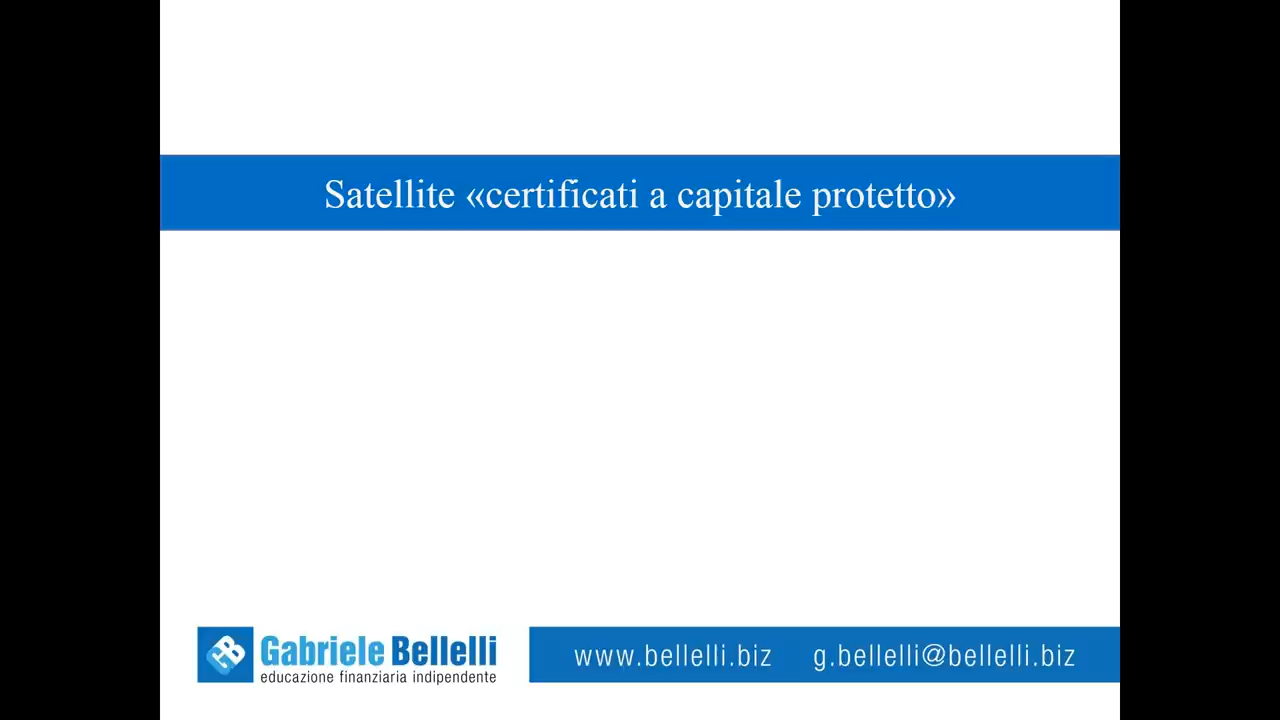 Satellite «certificati a capitale protetto»
Gabriele Bellelli
educazione finanziaria indipendente
www.bellelli.biz g.bellelli@bellelli.biz